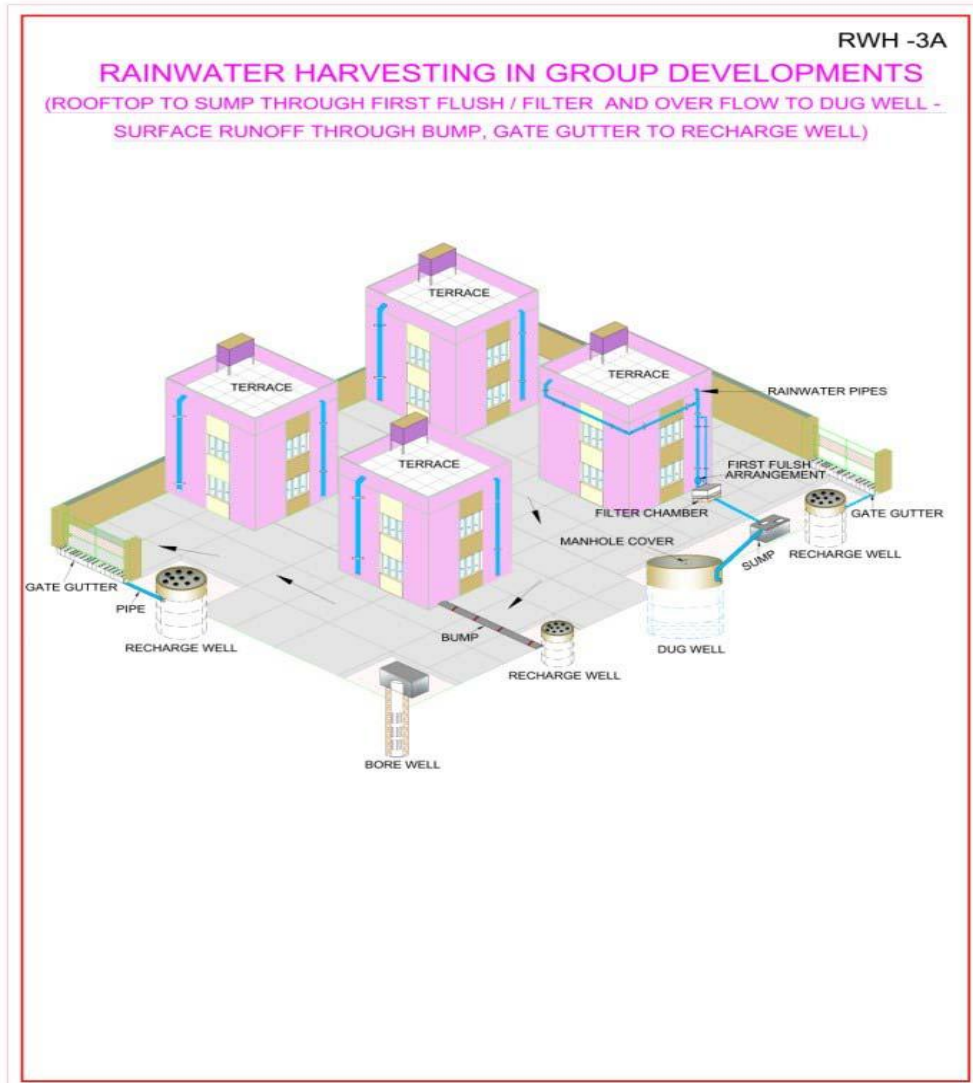 RWH -3A
RAINWATER HARVESTING IN GROUP DEVELOPMENTS
(ROOFTOP TO SUMP THROUGH FIRST FLUSH / FILTER AND OVER FLOW TO DUG WELL -
SURFACE RUNOFF THROUGH BUMP, GATE GUTTER TO RECHARGE WELL)
TERRACE
TERRACE
TERRACE
TERRACE
RAINWATER PIPES
FIRST FULSH
ARRANGEMENT
FILTER CHAMBER
GATE GUTTER
MANHOLE COVER
SUMP
RECHARGE WELL
GATE GUTTER
PIPE
RECHARGE WELL
BUMP
DUG WELL
RECHARGE WELL
BORE WELL